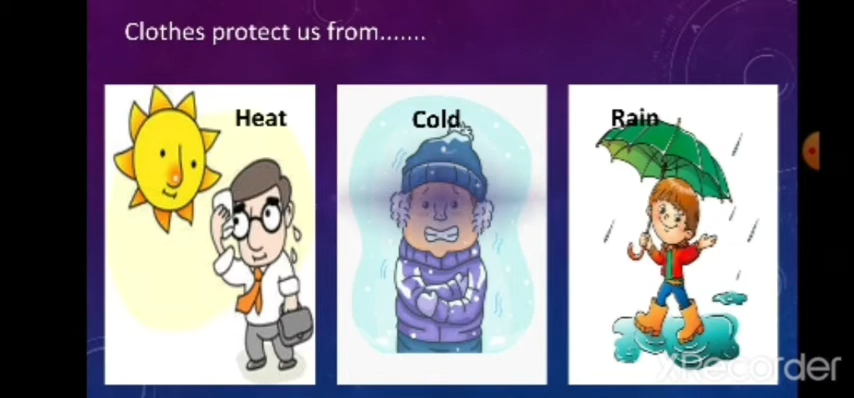 Clothes protect us from.......
Heat
Cold
Rain
XRecorder